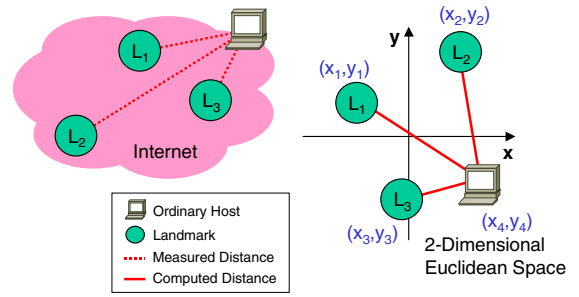 L1
L2
L3
Internet
Ordinary Host
Landmark
Measured Distance
Computed Distance
y
x
(x1,y1)
L1
(x2,y2)
L2
L3
(x3,y3)
(x4,y4)
2-Dimensional
Euclidean Space